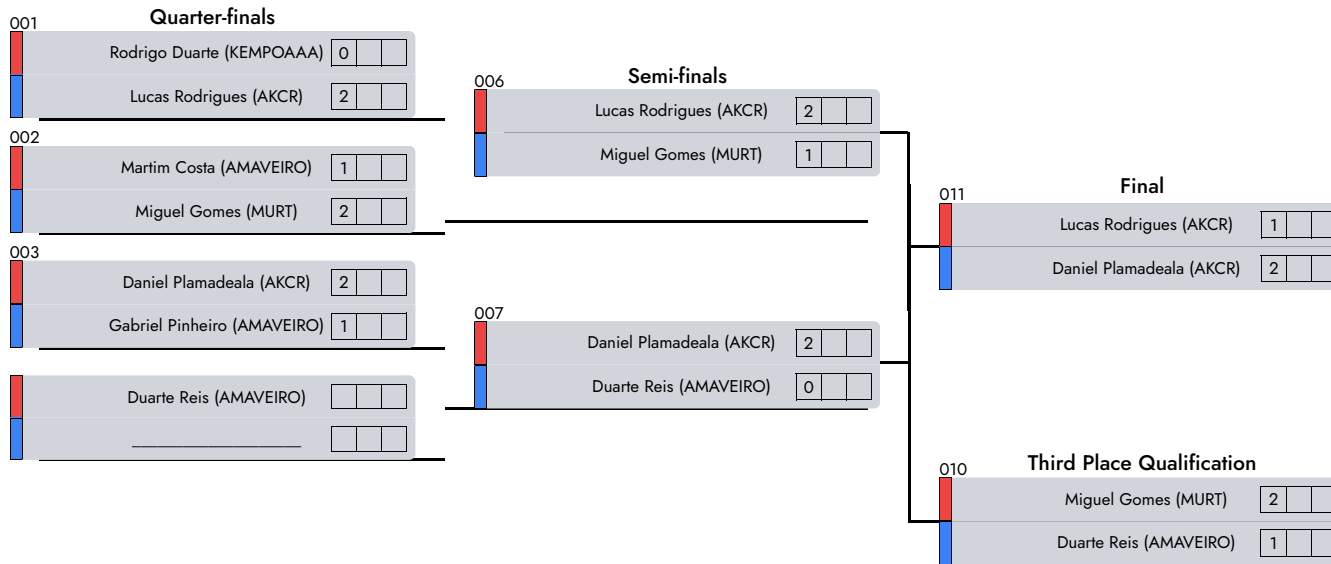 Quarter-finals
001
Rodrigo Duarte (KEMPOAAA) 0
Lucas Rodrigues (AKCR) 2
002
Martim Costa (AMAVEIRO) 1
Miguel Gomes (MURT) 2
003
Daniel Plamadeala (AKCR) 2
Gabriel Pinheiro (AMAVEIRO) 1
Duarte Reis (AMAVEIRO)
____________________
Semi-finals
006
Lucas Rodrigues (AKCR) 2
Miguel Gomes (MURT) 1
007
Daniel Plamadeala (AKCR) 2
Duarte Reis (AMAVEIRO) 0
Final
011
Lucas Rodrigues (AKCR) 1
Daniel Plamadeala (AKCR) 2
Third Place Qualification
010
Miguel Gomes (MURT) 2
Duarte Reis (AMAVEIRO) 1